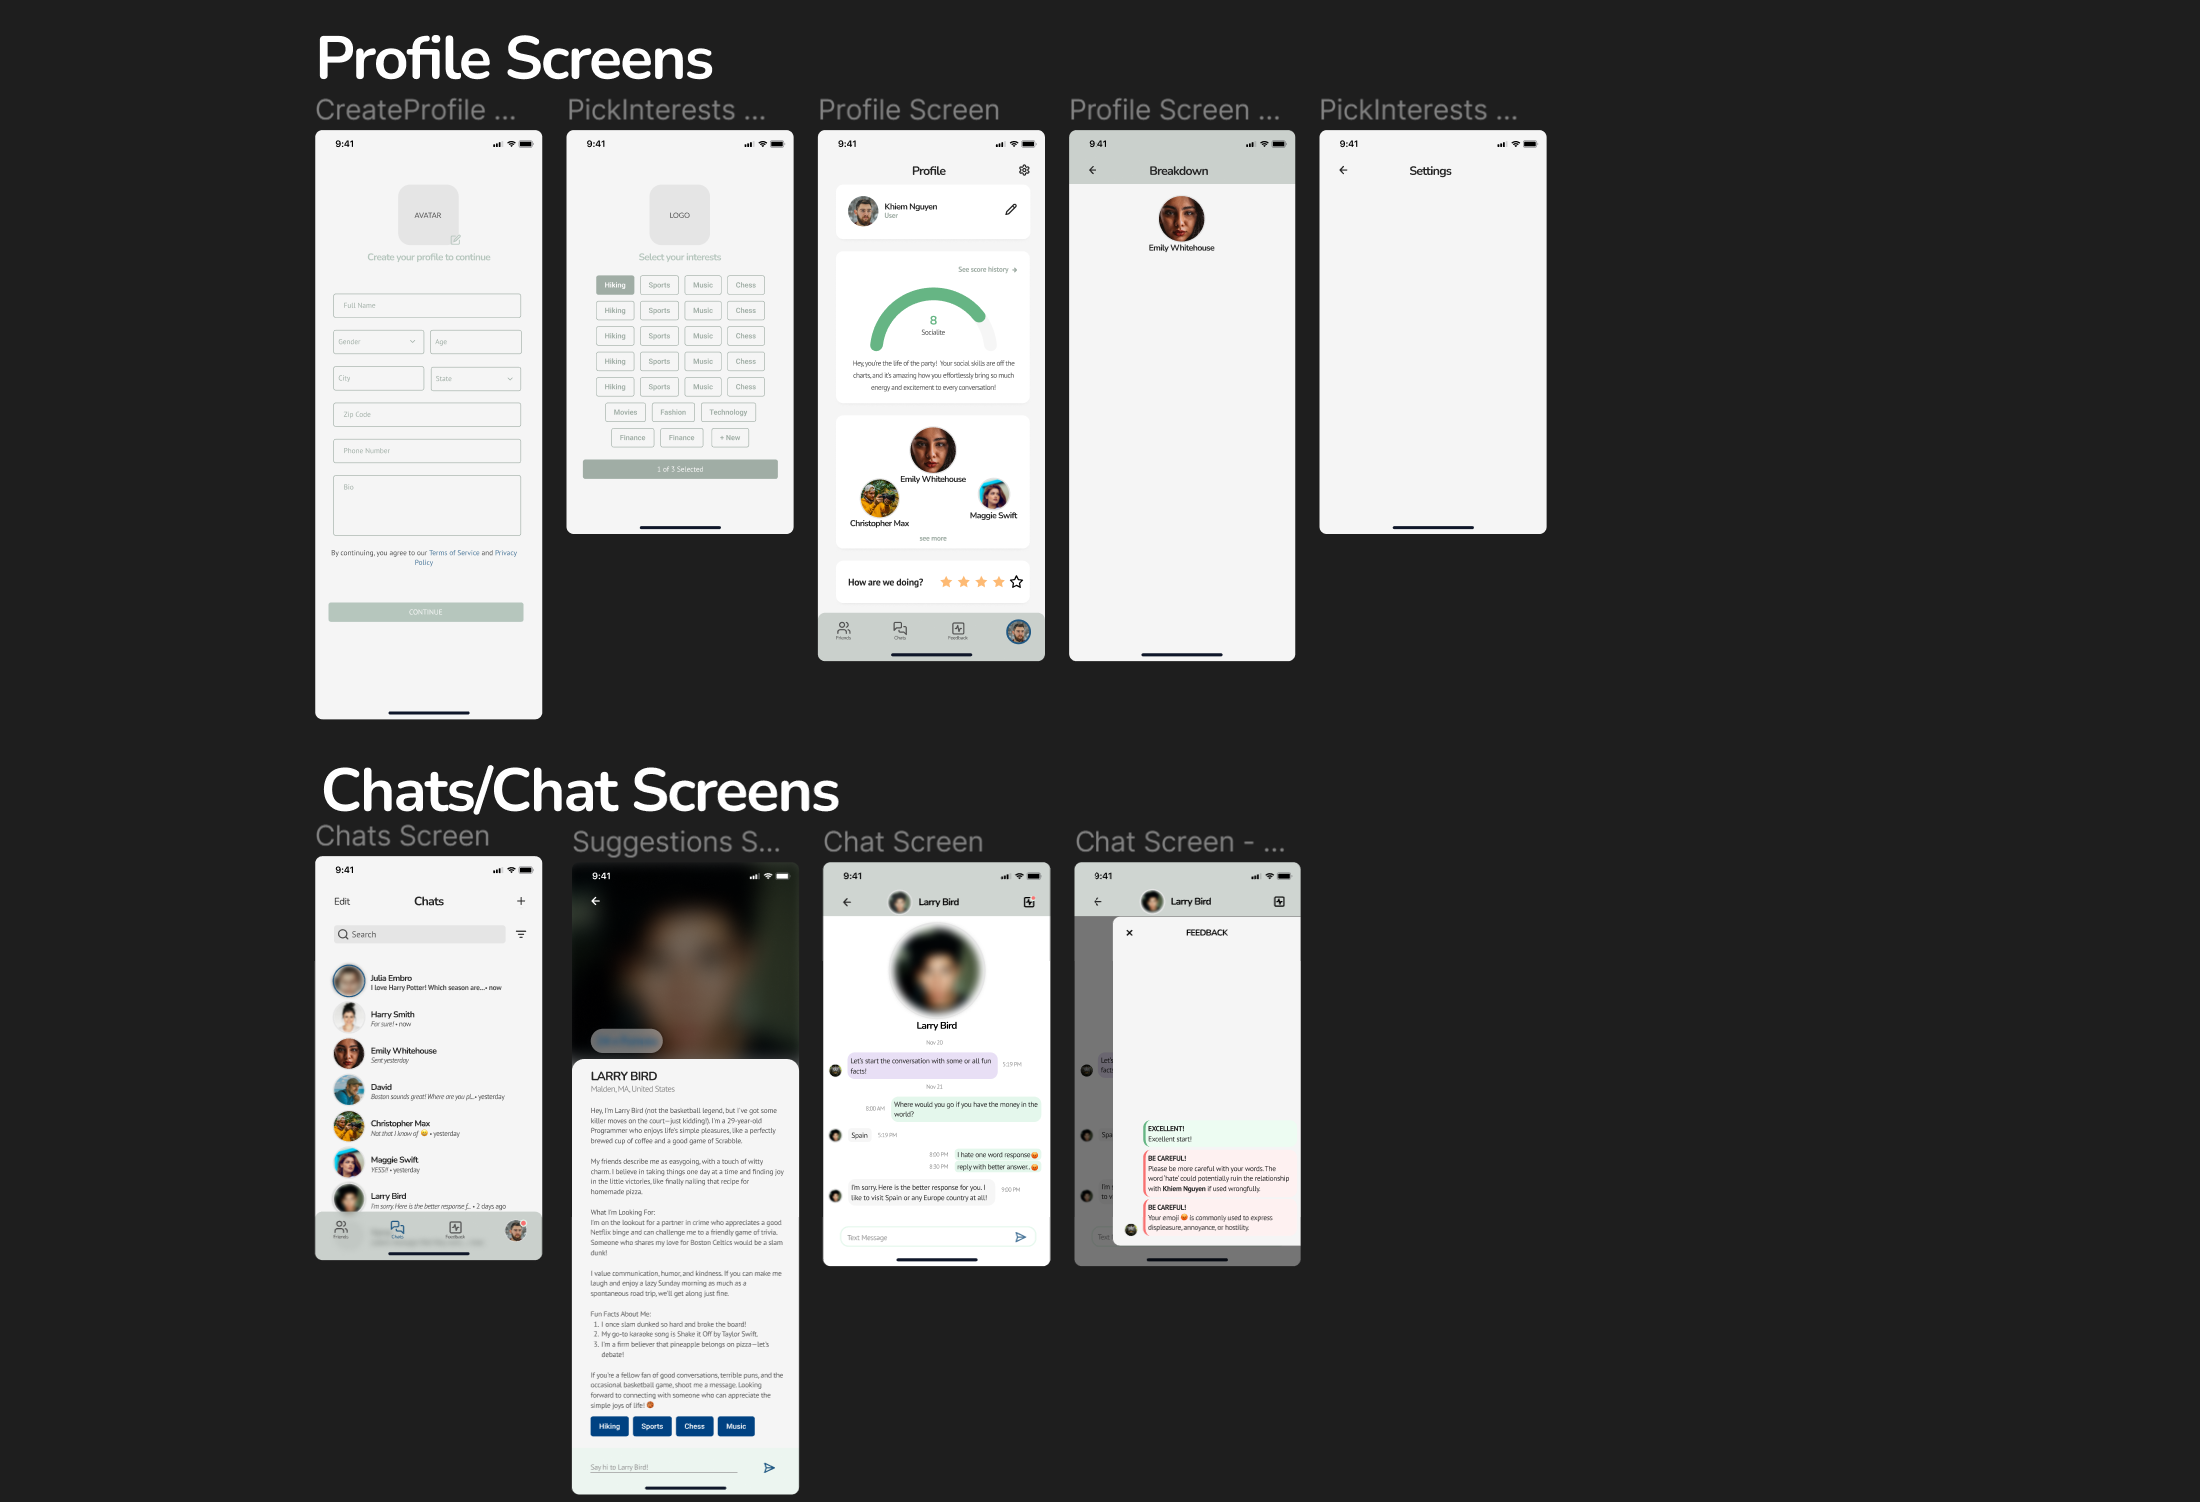 Profile Screens
CreateProfile ...
PickInterests ...
Profile Screen
Profile Screen ...
PickInterests ...
9:41
AVATAR
Create your profile to continue
Full Name
Gender
Age
City
State
Zip Code
Phone Number
Bio
By continuing, you agree to our Terms of Service and Privacy
Policy
CONTINUE
9:41
LOGO
Select your interests
Hiking Sports Music Chess
Hiking Sports Music Chess
Hiking Sports Music Chess
Hiking Sports Music Chess
Hiking Sports Music Chess
Movies Fashion Technology
Finance Finance + New
1 of 3 Selected
9:41
Profile
Khiem Nguyen
User
See score history
8
Socialite
Hey, you're the life of the party! Your social skills are off the
charts, and it's amazing how you effortlessly bring so much
energy and excitement to every conversation!
Emily Whitehouse
Christopher Max
Maggie Swift
see more
How are we doing?
Friends
Chats
Feedback
9:41
Breakdown
Emily Whitehouse
9:41
Settings
Chats/Chat Screens
Chats Screen
Suggestions S...
Chat Screen
Chat Screen - ...
9:41
Edit
Chats
Search
Julia Embro
I love Harry Potter! Which season are...• now
Harry Smith
For sure! • now
Emily Whitehouse
Sent yesterday
David
Boston sounds great! Where are you pl..• yesterday
Christopher Max
Not that I know of 😄 • yesterday
Maggie Swift
YESS!! • yesterday
Larry Bird
I'm sorry. Here is the better response f... • 2 days ago
Friends
Chats
Feedback
9:41
LARRY BIRD
Malden, MA, United States
Hey, I'm Larry Bird (not the basketball legend, but I've got some
killer moves on the court—just kidding!). I'm a 29-year-old
Programmer who enjoys life's simple pleasures, like a perfectly
brewed cup of coffee and a good game of Scrabble.
My friends describe me as easygoing, with a touch of witty
charm. I believe in taking things one day at a time and finding joy
in the little victories, like finally nailing that recipe for
homemade pizza.
What I'm Looking For:
I'm on the lookout for a partner in crime who appreciates a good
Netflix binge and can challenge me to a friendly game of trivia.
Someone who shares my love for Boston Celtics would be a slam
dunk!
I value communication, humor, and kindness. If you can make me
laugh and enjoy a lazy Sunday morning as much as a
spontaneous road trip, we'll get along just fine.
Fun Facts About Me:
1. I once slam dunked so hard and broke the board!
2. My go-to karaoke song is Shake it Off by Taylor Swift.
3. I'm a firm believer that pineapple belongs on pizza—let's
debate!
If you're a fellow fan of good conversations, terrible puns, and the
occasional basketball game, shoot me a message. Looking
forward to connecting with someone who can appreciate the
simple joys of life! 🏀
Hiking Sports Chess Music
Say hi to Larry Bird!
9:41
Larry Bird
Larry Bird
Nov 20
Let's start the conversation with some or all fun
facts!
5:19 PM
Nov 21
8:00 AM
Where would you go if you have the money in the
world?
Spain
5:19 PM
8:00 PM
I hate one word response😡
8:30 PM
reply with better answer..😡
I'm sorry. Here is the better response for you. I
like to visit Spain or any Europe country at all!
9:00 PM
Text Message
9:41
Larry Bird
FEEDBACK
Let's
facts
Spa
I'm s
to v
Text
EXCELLENT!
Excellent start!
BE CAREFUL!
Please be more careful with your words. The
word 'hate' could potentially ruin the relationship
with Khiem Nguyen if used wrongfully.
BE CAREFUL!
Your emoji 😡 is commonly used to express
displeasure, annoyance, or hostility.